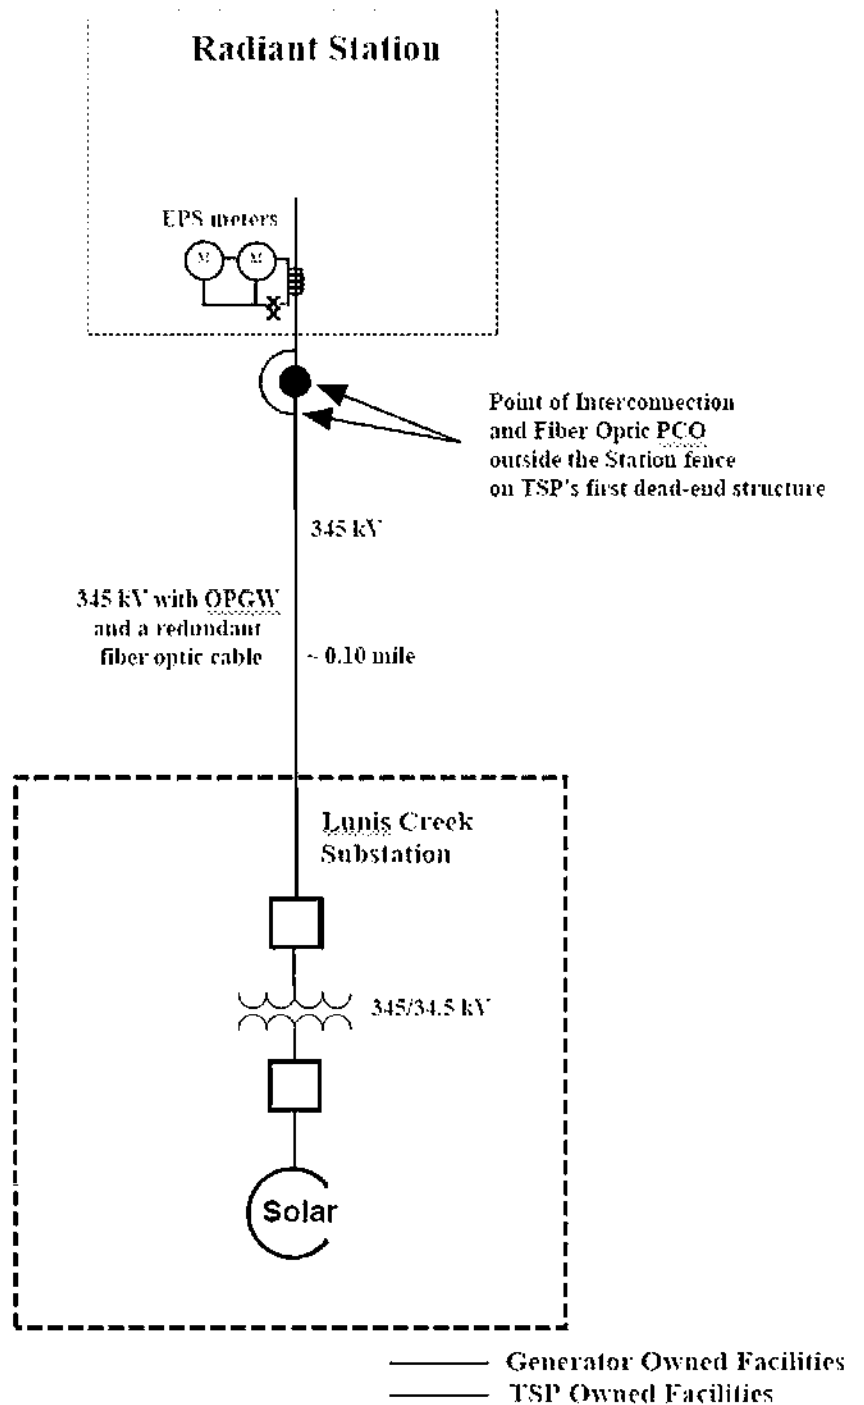 Radiant Station
EPS meters
M M
Point of Interconnection
and Fiber Optic PCO
outside the Station fence
on TSP's first dead-end structure
345 kV
345 kV with OPGW
and a redundant
fiber optic cable
~ 0.10 mile
Lunis Creek
Substation
345/34.5 kV
Solar
Generator Owned Facilities
TSP Owned Facilities